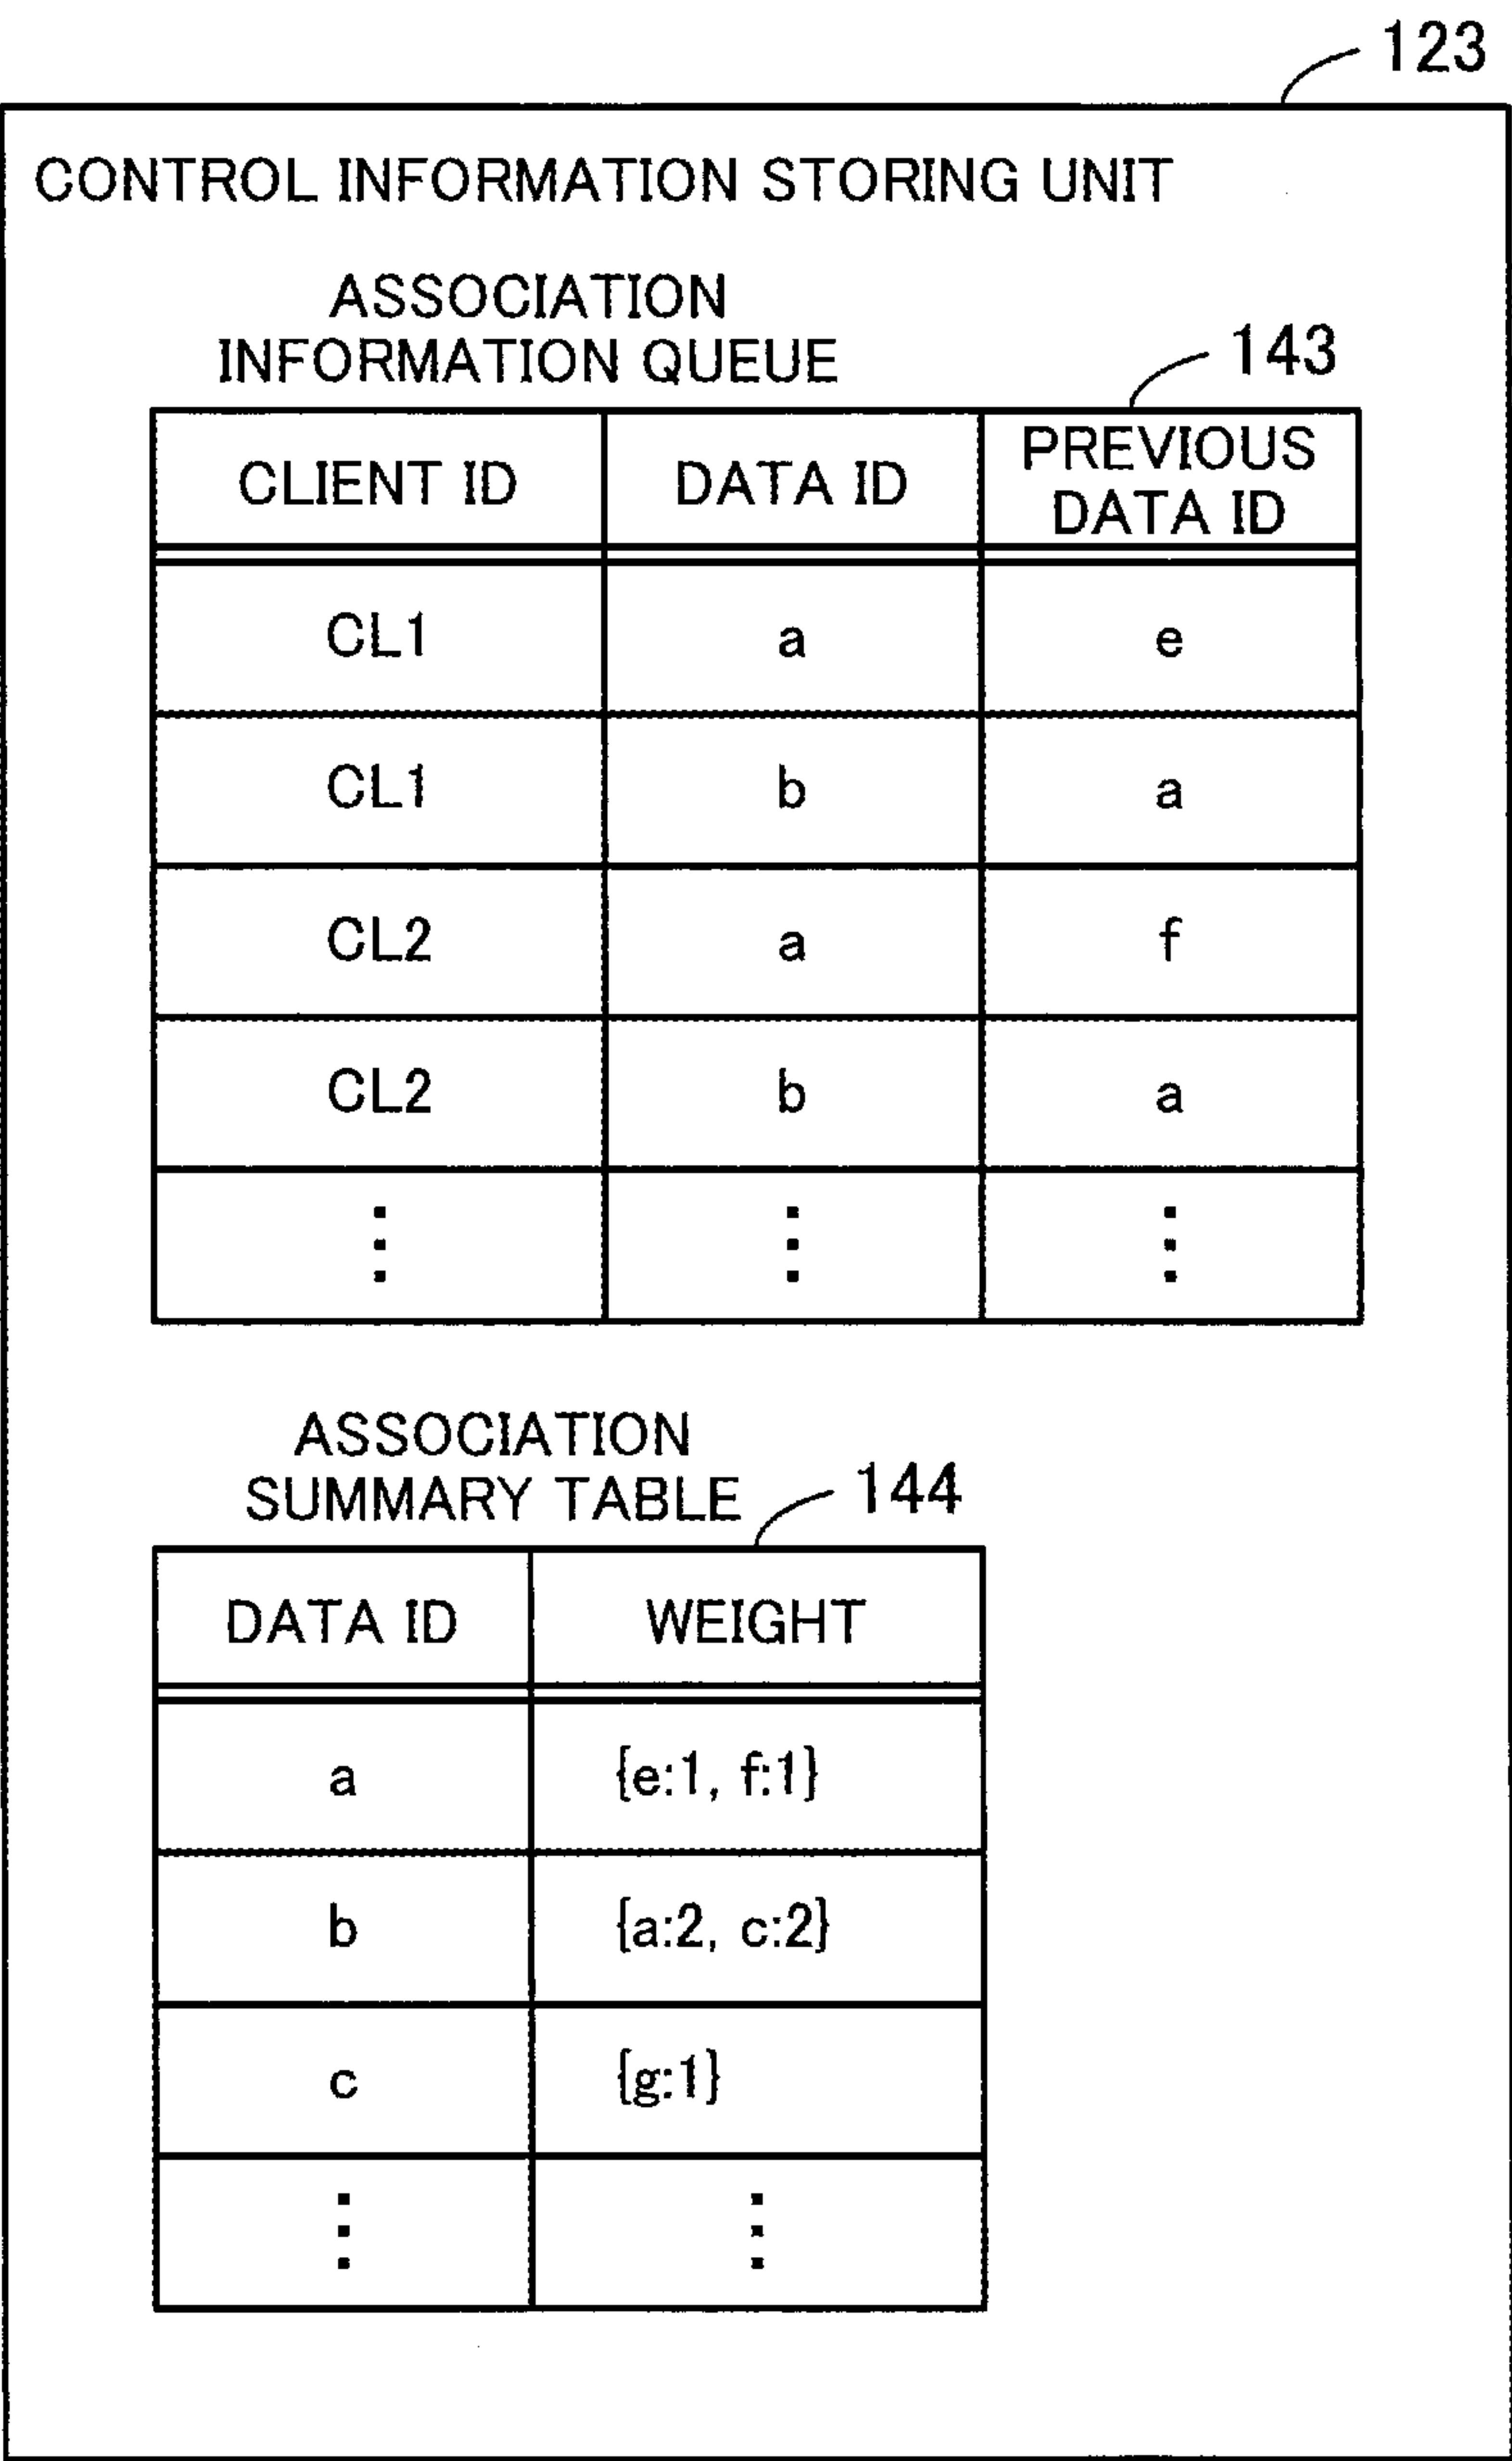 123
CONTROL INFORMATION STORING UNIT
ASSOCIATION
INFORMATION QUEUE
143
CLIENT ID DATA ID PREVIOUS DATA ID
CL1 a e
CL1 b a
CL2 a f
CL2 b a
⋮ ⋮ ⋮
ASSOCIATION
SUMMARY TABLE
144
DATA ID WEIGHT
a {e:1, f:1}
b {a:2, c:2}
c {g:1}
⋮ ⋮